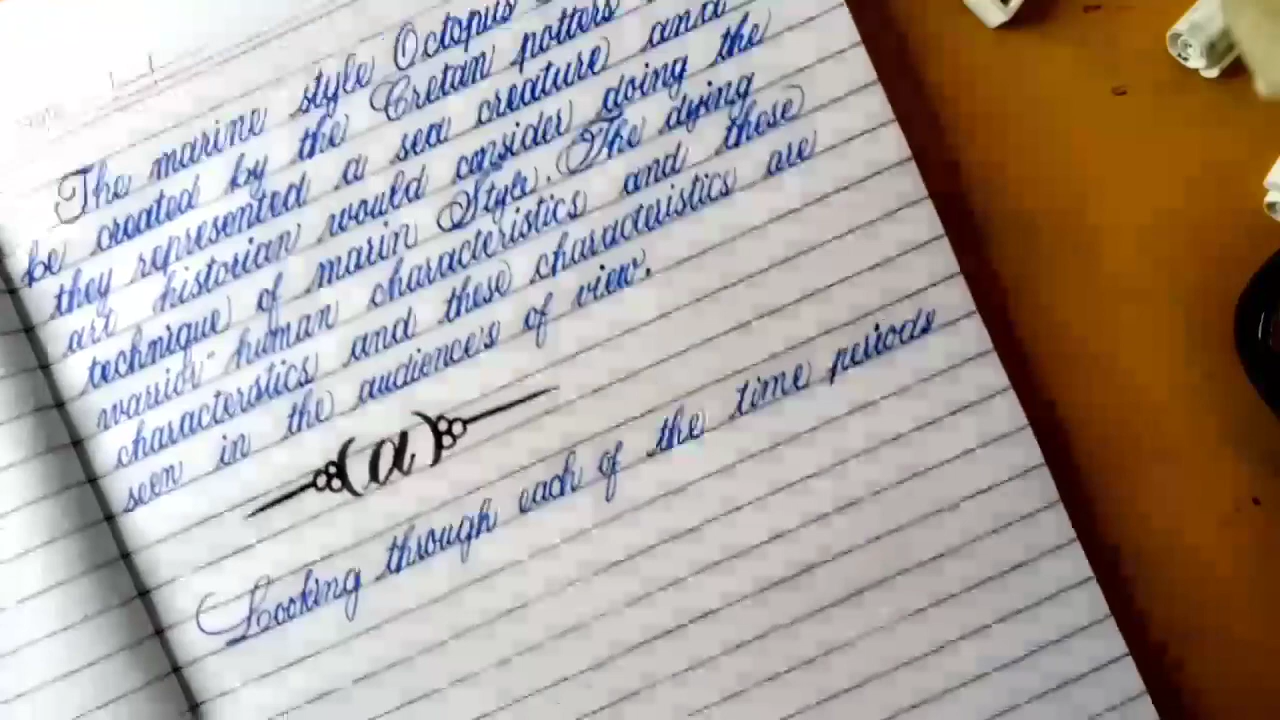 The marine style Octopus
be created by the Cretan potters
they represented a sea creature and
art historian would consider doing the
technique of marin Style. The dying
warrior human characteristics and these
characteristics and these characteristics are
seen in the audience's of view.
(a)
Looking through each of the time periods